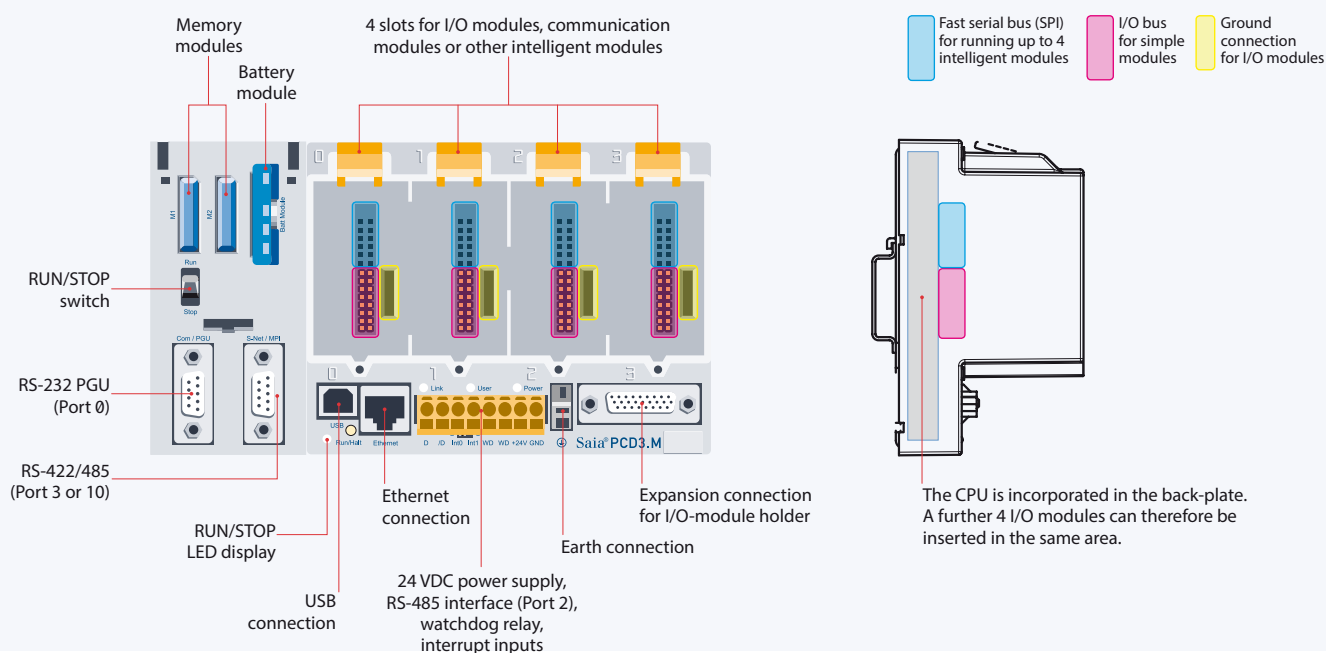 Memory
modules
4 slots for I/O modules, communication
modules or other intelligent modules
Battery
module
Fast serial bus (SPI)
for running up to 4
intelligent modules
I/O bus
for simple
modules
Ground
connection
for I/O modules
0
1
2
3
M1
M2
Batt Module
Run
Stop
RUN/STOP
switch
Com / PGU
S-Net / MPI
RS-232 PGU
(Port 0)
RS-422/485
(Port 3 or 10)
0
1
2
3
Link
User
Power
USB
Run/Halt
Ethernet
D /D Int0 Int1 WD WD +24V GND
Saia® PCD3.M
RUN/STOP
LED display
USB
connection
Ethernet
connection
24 VDC power supply,
RS-485 interface (Port 2),
watchdog relay,
interrupt inputs
Earth connection
Expansion connection
for I/O-module holder
The CPU is incorporated in the back-plate.
A further 4 I/O modules can therefore be
inserted in the same area.